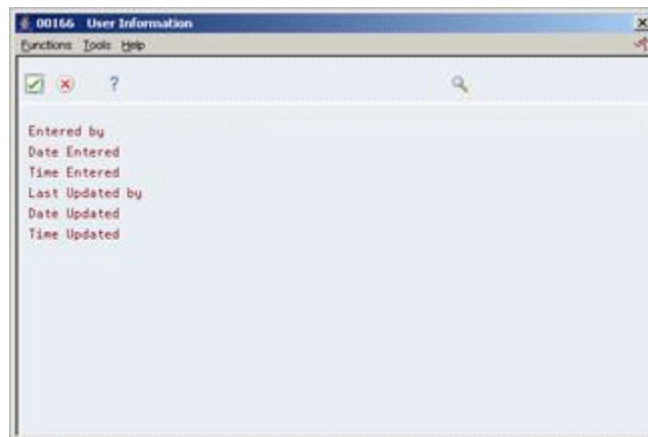 00166 User Information
Functions Tools Help
?
Entered by
Date Entered
Time Entered
Last Updated by
Date Updated
Time Updated